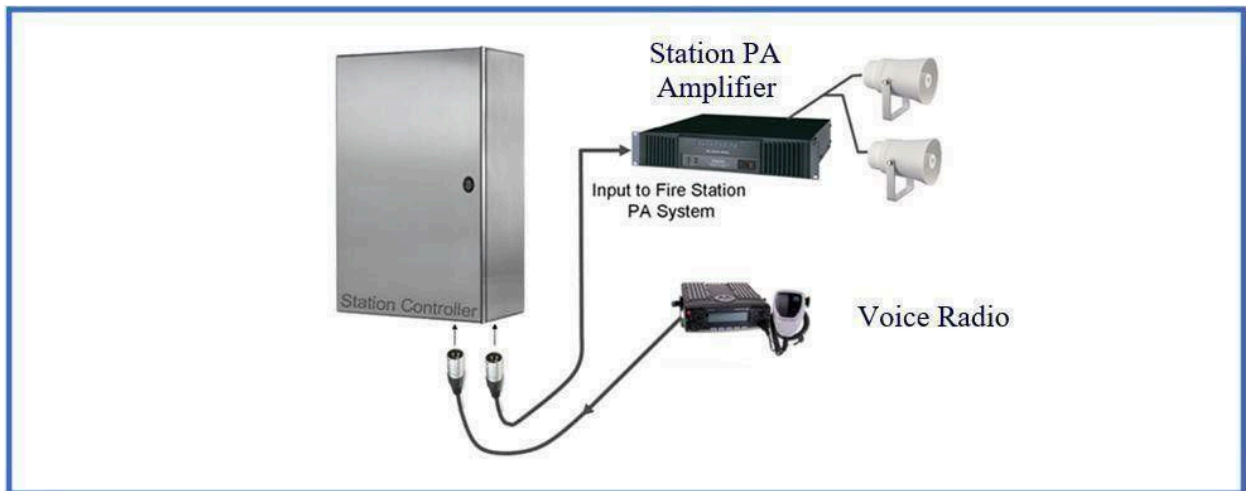 Station PA
Amplifier
Input to Fire Station
PA System
Station Controller
Voice Radio